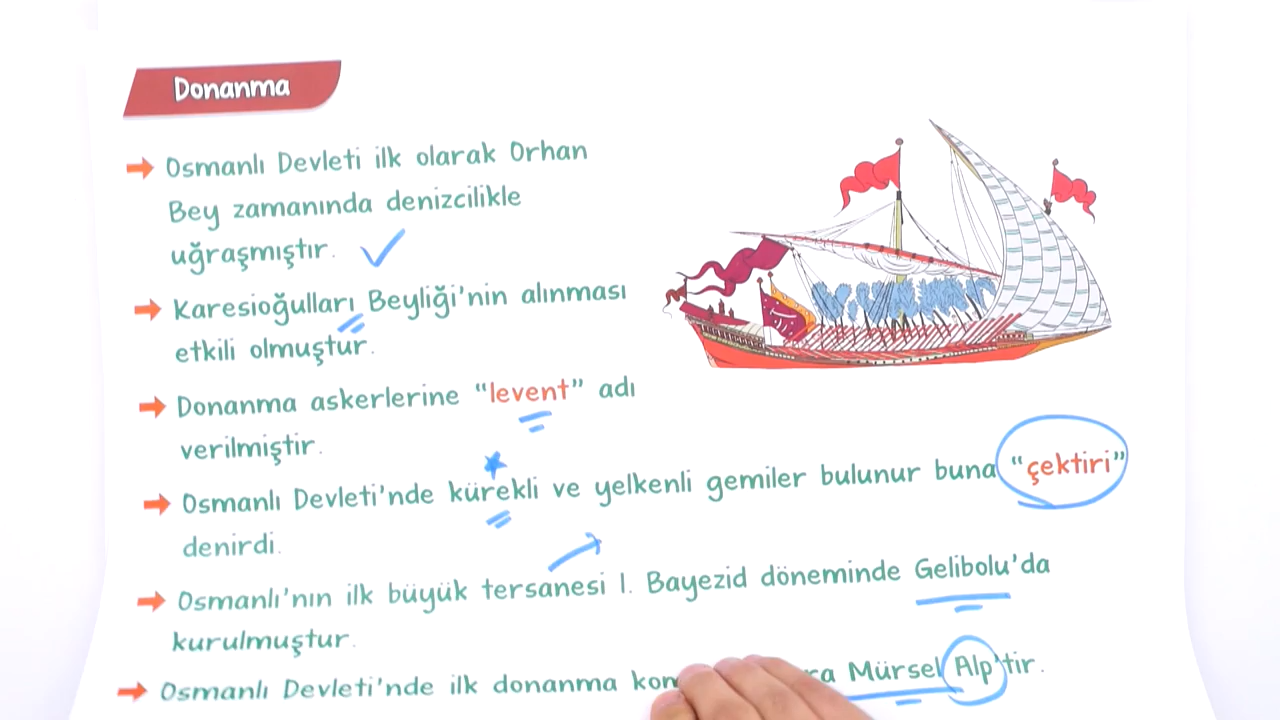 Donanma
Osmanlı Devleti ilk olarak Orhan
Bey zamanında denizcilikle
uğraşmıştır.
Karesioğulları Beyliği'nin alınması
etkili olmuştur.
Donanma askerlerine "levent" adı
verilmiştir.
Osmanlı Devleti'nde kürekli ve yelkenli gemiler bulunur buna "çektiri"
denirdi.
Osmanlı'nın ilk büyük tersanesi I. Bayezid döneminde Gelibolu'da
kurulmuştur.
Osmanlı Devleti'nde ilk donanma Mürsel Alp'tir.